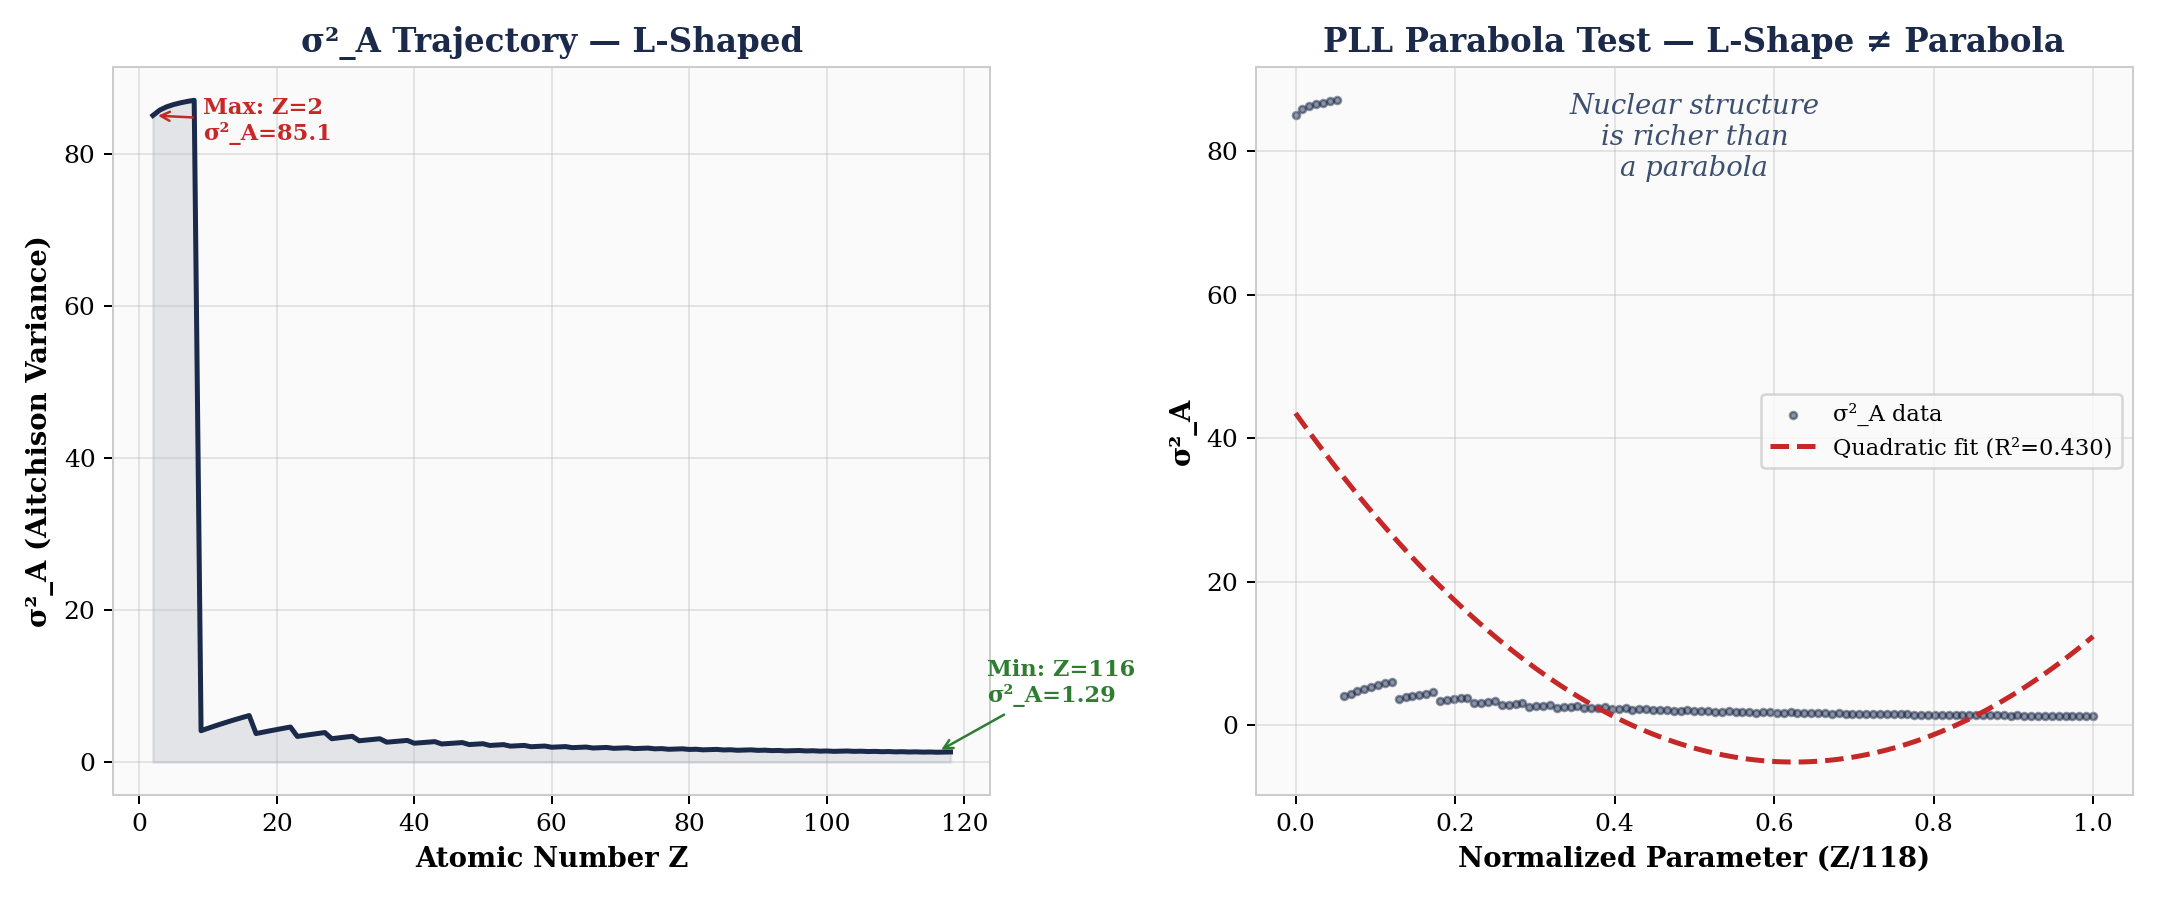 σ²_A Trajectory — L-Shaped
Max: Z=2
σ²_A=85.1
Min: Z=116
σ²_A=1.29
σ²_A (Aitchison Variance)
80
60
40
20
0
0 20 40 60 80 100 120
Atomic Number Z
PLL Parabola Test — L-Shape ≠ Parabola
Nuclear structure
is richer than
a parabola
σ²_A data
Quadratic fit (R²=0.430)
σ²_A
80
60
40
20
0
0.0 0.2 0.4 0.6 0.8 1.0
Normalized Parameter (Z/118)